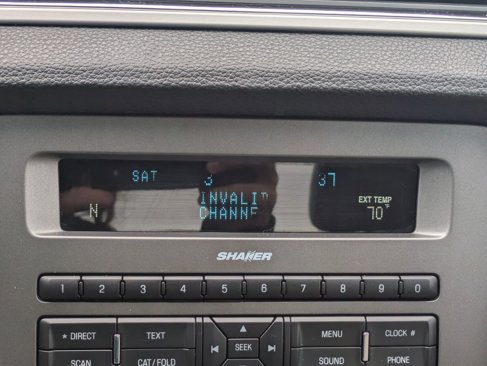 SAT 3 37
INVALID
CHANNE
EXT TEMP
N 70°F
SHAKER
1 2 3 4 5 6 7 8 9 0
* DIRECT TEXT SEEK MENU CLOCK #
SCAN CAT/FOLD SOUND PHONE